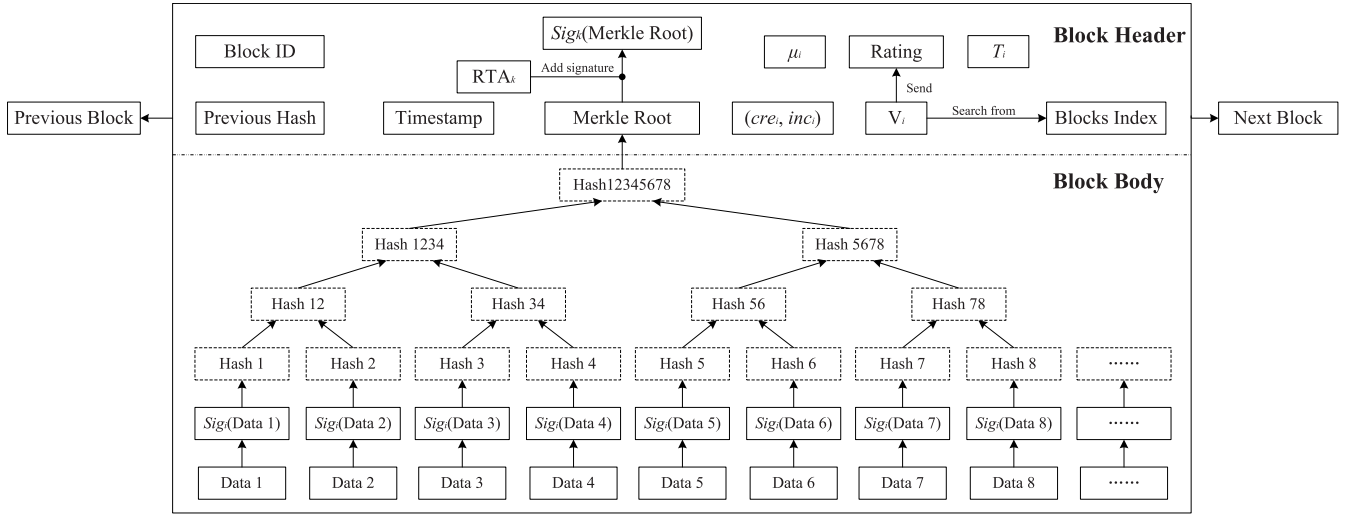 Sigₖ(Merkle Root)
Block Header
Block ID
μᵢ
Rating
Tᵢ
RTAₖ
Add signature
Send
Previous Block
Previous Hash
Timestamp
Merkle Root
(creᵢ, incᵢ)
Vᵢ
Search from
Blocks Index
Next Block
Block Body
Hash12345678
Hash 1234
Hash 5678
Hash 12
Hash 34
Hash 56
Hash 78
Hash 1
Hash 2
Hash 3
Hash 4
Hash 5
Hash 6
Hash 7
Hash 8
······
Sigᵢ(Data 1)
Sigᵢ(Data 2)
Sigᵢ(Data 3)
Sigᵢ(Data 4)
Sigᵢ(Data 5)
Sigᵢ(Data 6)
Sigᵢ(Data 7)
Sigᵢ(Data 8)
······
Data 1
Data 2
Data 3
Data 4
Data 5
Data 6
Data 7
Data 8
······